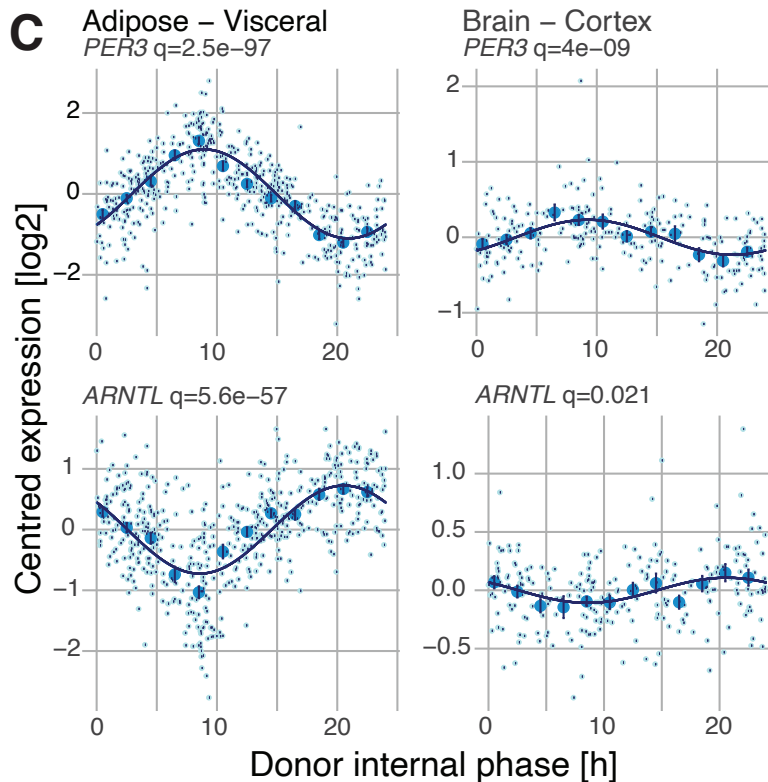 C
Adipose – Visceral
PER3 q=2.5e−97
Brain – Cortex
PER3 q=4e−09
Centred expression [log2]
2
0
−2
0 10 20
2
1
0
−1
0 10 20
ARNTL q=5.6e−57
ARNTL q=0.021
1
0
−1
−2
0 10 20
1.0
0.5
0.0
−0.5
0 10 20
Donor internal phase [h]